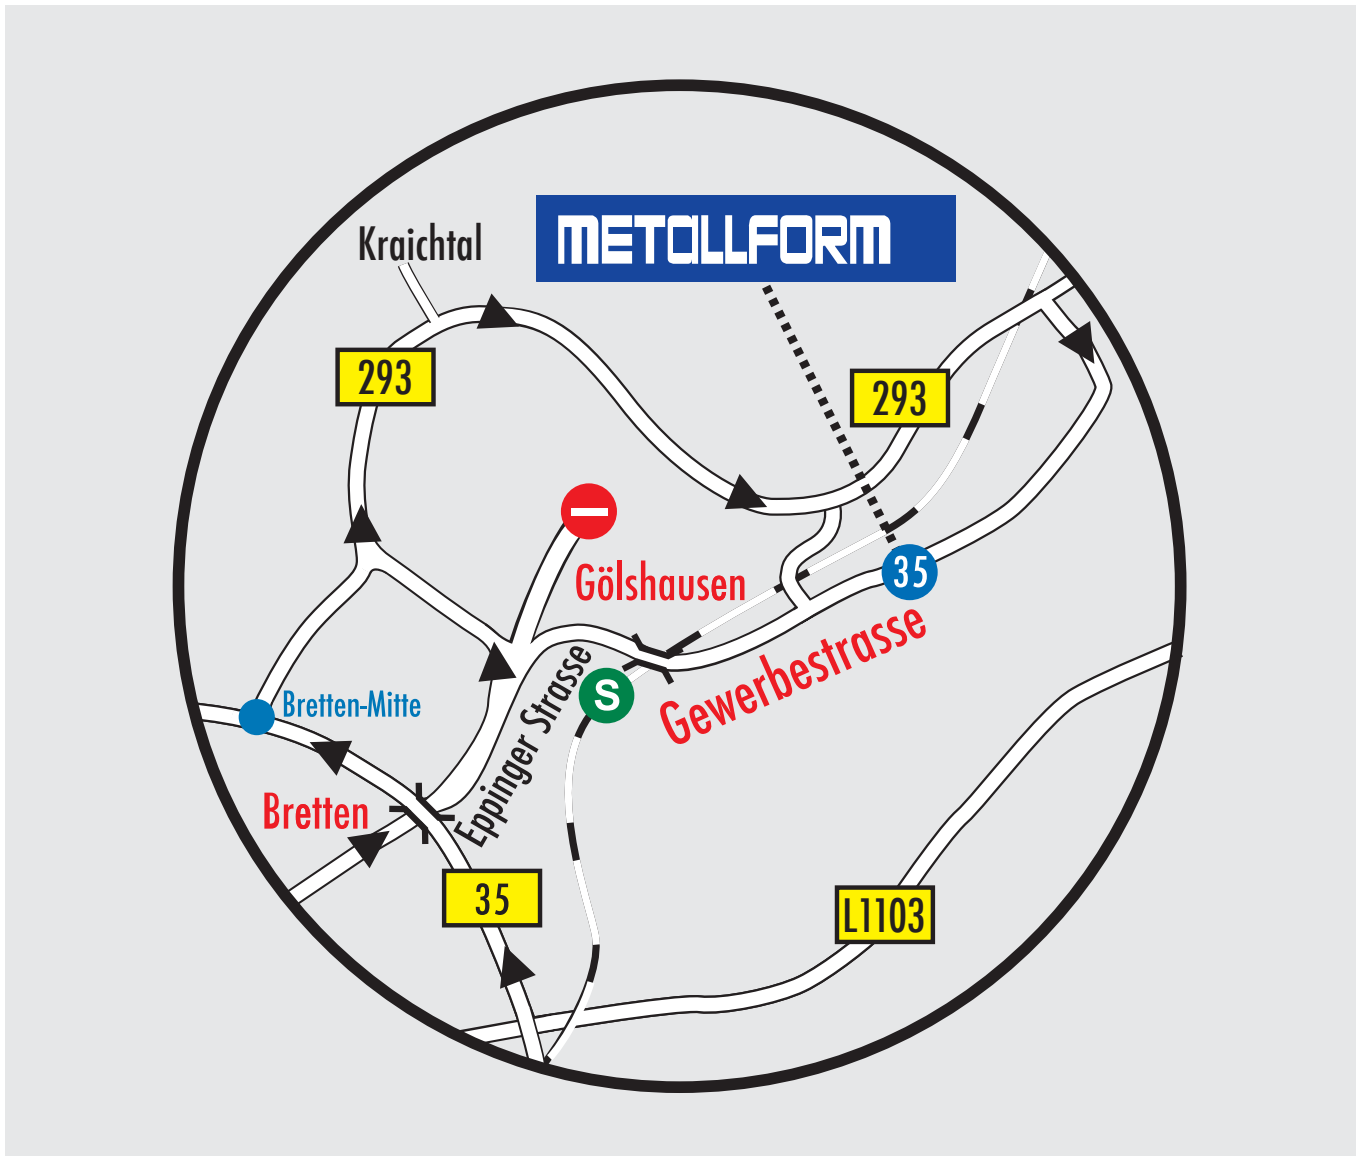 Kraichtal
METALLFORM
293
293
Gölshausen
35
Gewerbestrasse
Bretten-Mitte
S
Eppinger Strasse
Bretten
35
L1103